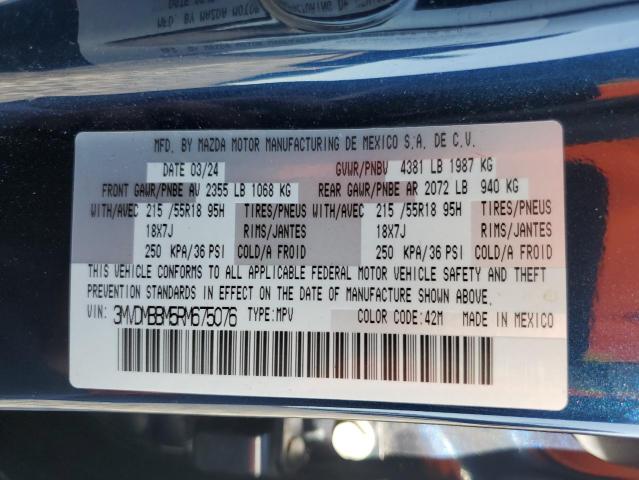 MFD. BY MAZDA MOTOR MANUFACTURING DE MEXICO S.A. DE C.V.
DATE 03/24 GVWR/PNBV 4381 LB 1987 KG
FRONT GAWR/PNBE AV 2355 LB 1068 KG REAR GAWR/PNBE AR 2072 LB 940 KG
WITH/AVEC 215 /55R18 95H TIRES/PNEUS WITH/AVEC 215 /55R18 95H TIRES/PNEUS
18X7J RIMS/JANTES 18X7J RIMS/JANTES
250 KPA/36 PSI COLD/A FROID 250 KPA/36 PSI COLD/A FROID
THIS VEHICLE CONFORMS TO ALL APPLICABLE FEDERAL MOTOR VEHICLE SAFETY AND THEFT
PREVENTION STANDARDS IN EFFECT ON THE DATE OF MANUFACTURE SHOWN ABOVE.
VIN: 3MVDMBBM5RM675076 TYPE:MPV COLOR CODE:42M MADE IN MEXICO